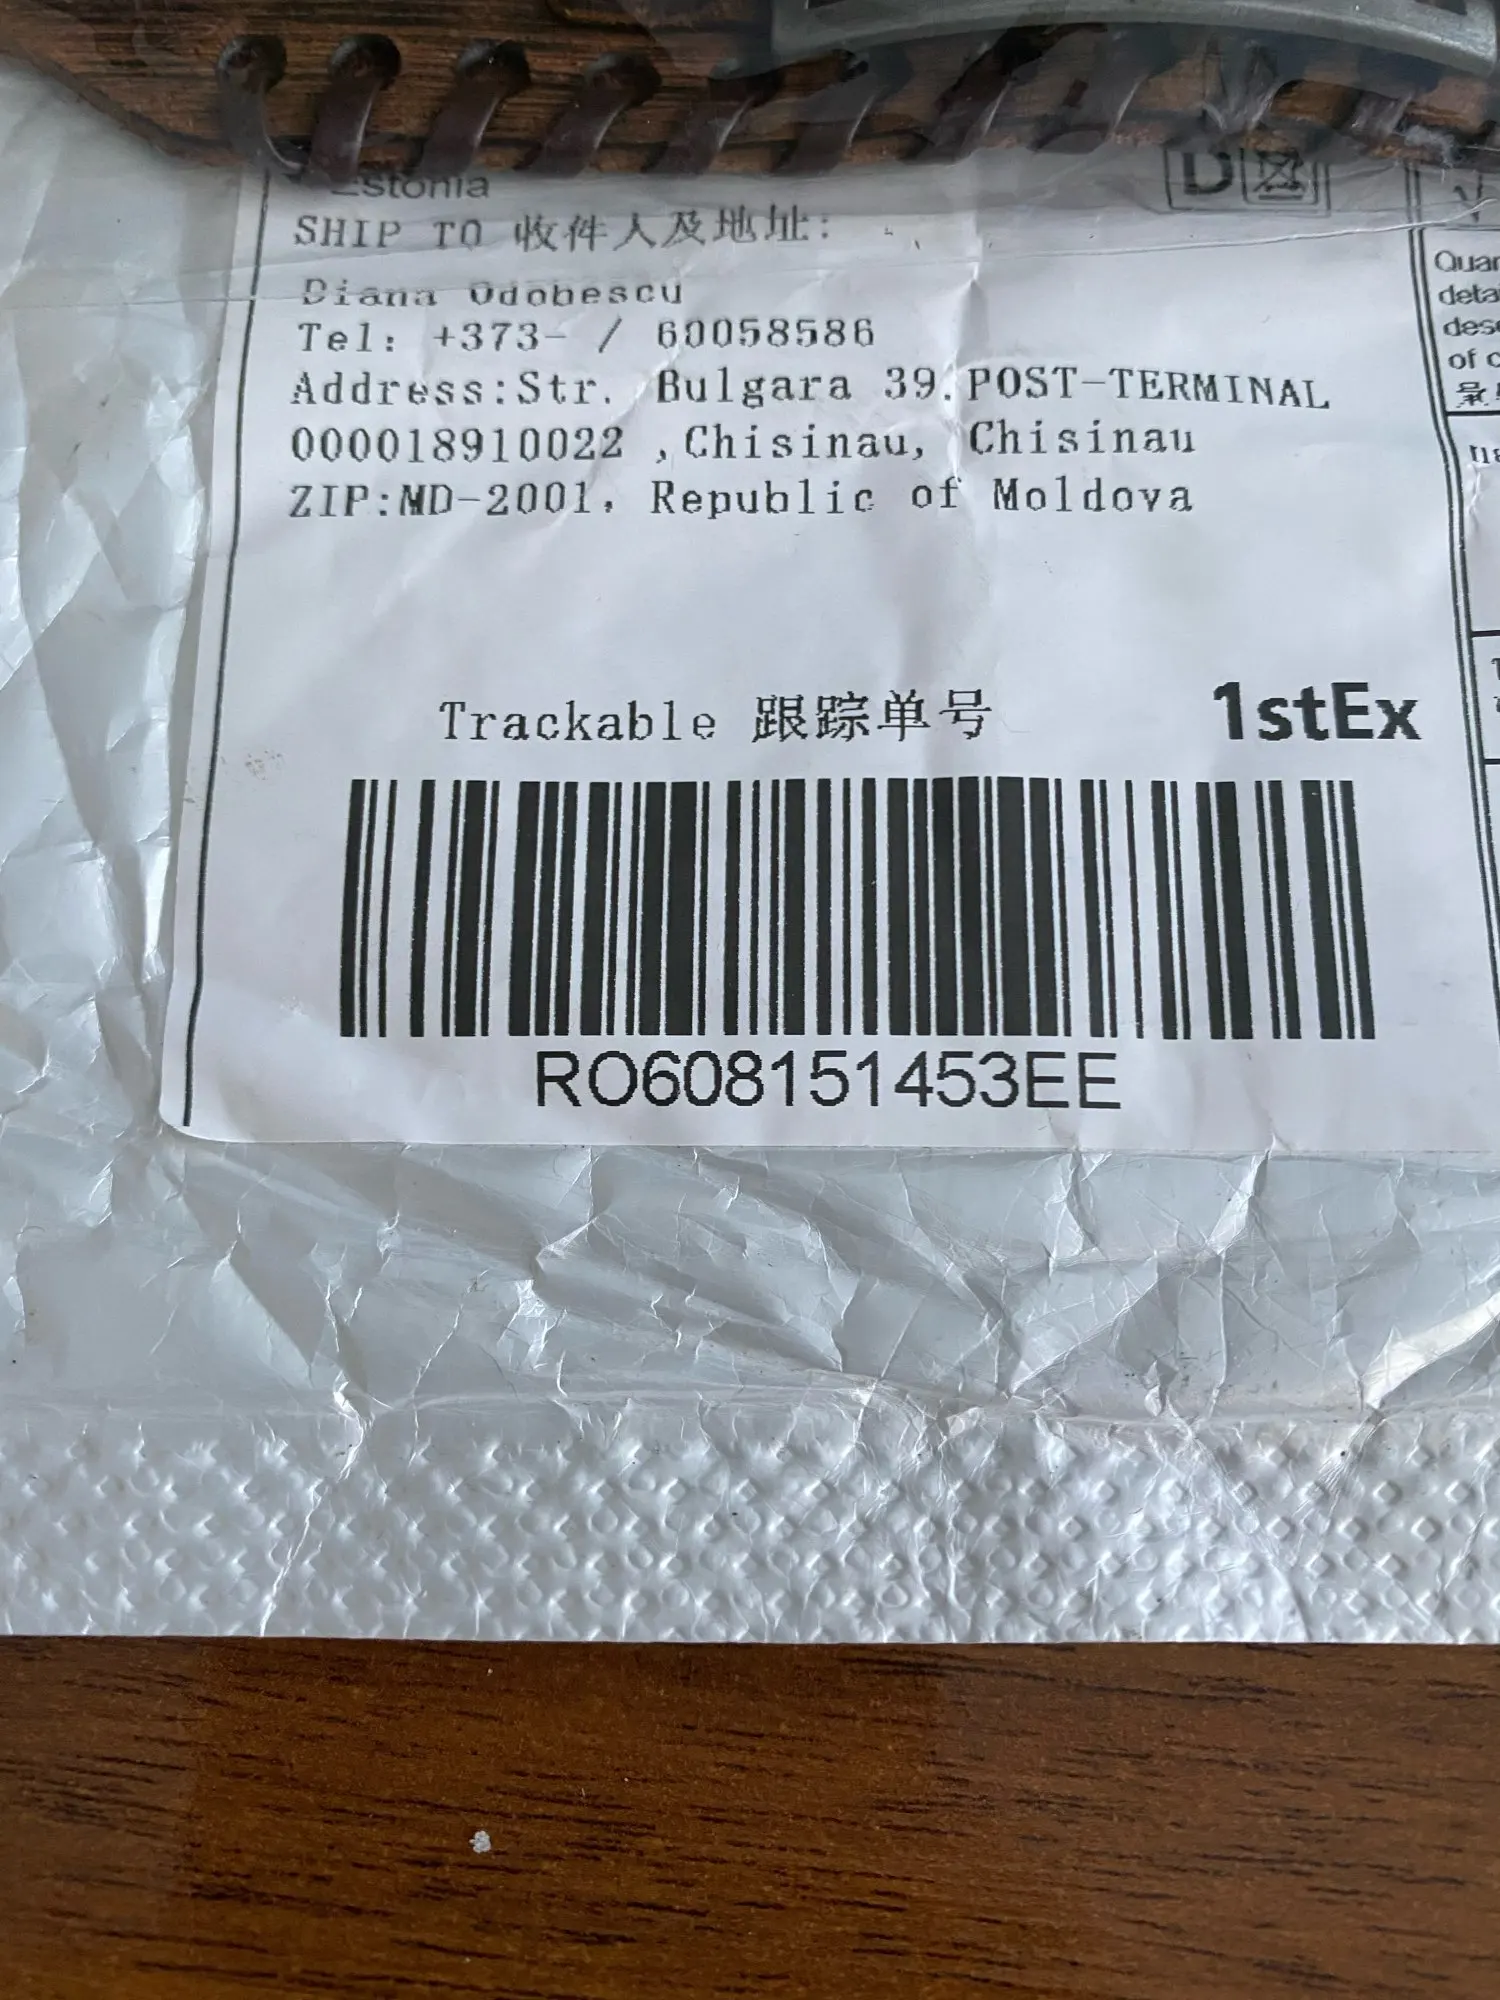 Estonia
D
SHIP TO 收件人及地址:
Diana Odobescu
Tel: +373- / 60058586
Address:Str. Bulgara 39.POST-TERMINAL
000018910022 ,Chisinau, Chisinau
ZIP:MD-2001, Republic of Moldova
Trackable 跟踪单号
1stEx
RO608151453EE
of